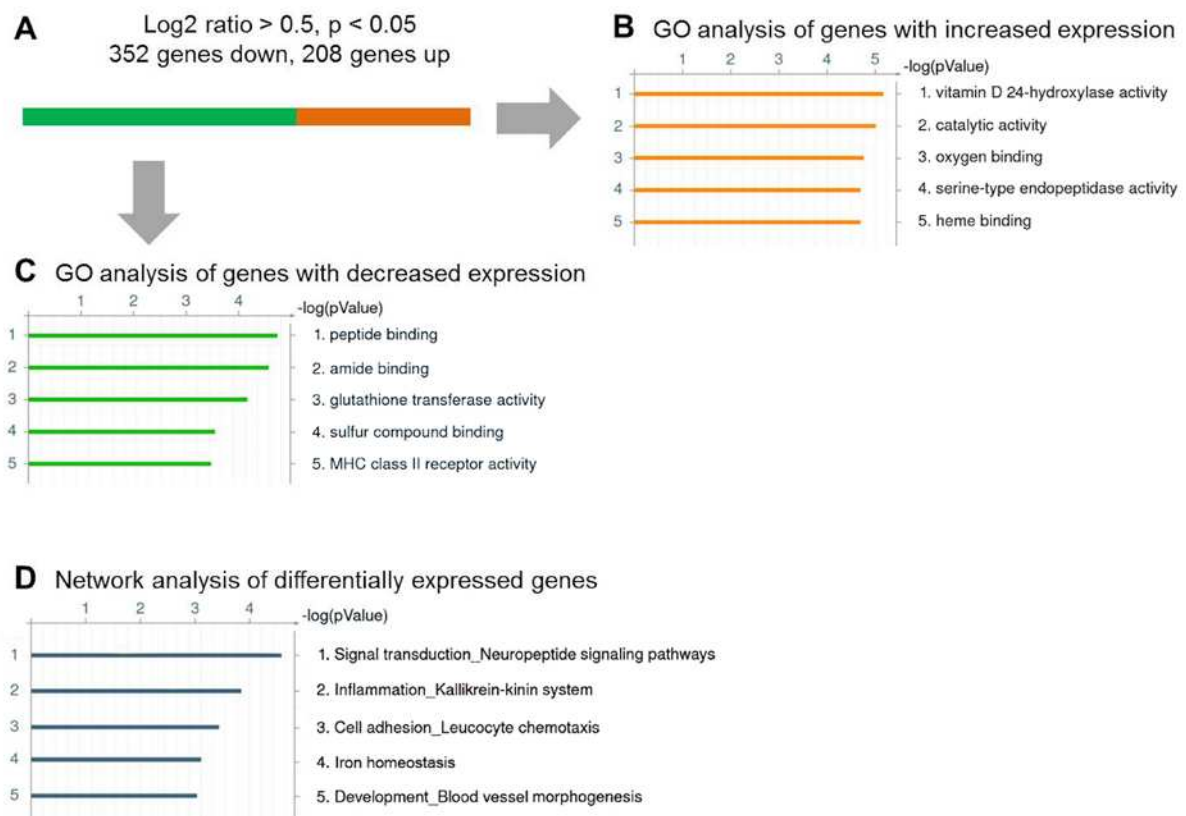 A
Log2 ratio > 0.5, p < 0.05
352 genes down, 208 genes up
B GO analysis of genes with increased expression
1 2 3 4 5 -log(pValue)
1 1. vitamin D 24-hydroxylase activity
2 2. catalytic activity
3 3. oxygen binding
4 4. serine-type endopeptidase activity
5 5. heme binding
C GO analysis of genes with decreased expression
1 2 3 4 -log(pValue)
1 1. peptide binding
2 2. amide binding
3 3. glutathione transferase activity
4 4. sulfur compound binding
5 5. MHC class II receptor activity
D Network analysis of differentially expressed genes
1 2 3 4 -log(pValue)
1 1. Signal transduction_Neuropeptide signaling pathways
2 2. Inflammation_Kallikrein-kinin system
3 3. Cell adhesion_Leucocyte chemotaxis
4 4. Iron homeostasis
5 5. Development_Blood vessel morphogenesis